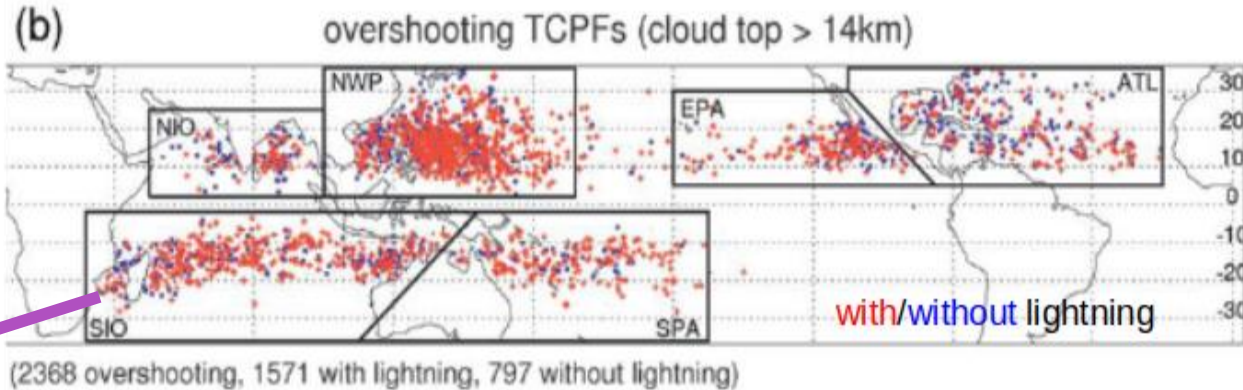 (b) overshooting TCPFs (cloud top > 14km)
NWP ATL 30
EPA
NIO 20
10
0
-10
-20
with/without lightning
SIO SPA -30
(2368 overshooting, 1571 with lightning, 797 without lightning)